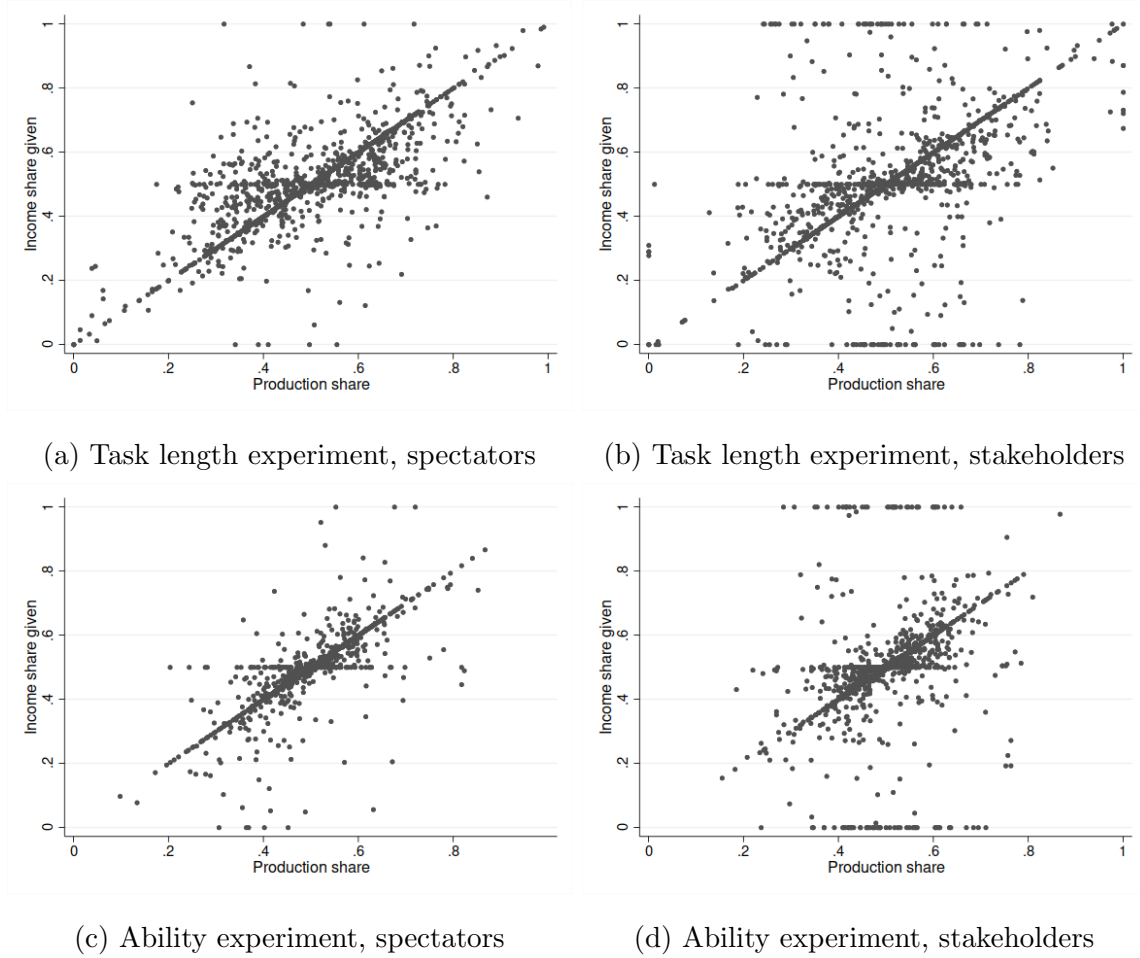 Income share given
1
.8
.6
.4
.2
0
0 .2 .4 .6 .8 1
Production share
(a) Task length experiment, spectators
Income share given
1
.8
.6
.4
.2
0
0 .2 .4 .6 .8 1
Production share
(b) Task length experiment, stakeholders
Income share given
1
.8
.6
.4
.2
0
0 .2 .4 .6 .8
Production share
(c) Ability experiment, spectators
Income share given
1
.8
.6
.4
.2
0
0 .2 .4 .6 .8 1
Production share
(d) Ability experiment, stakeholders